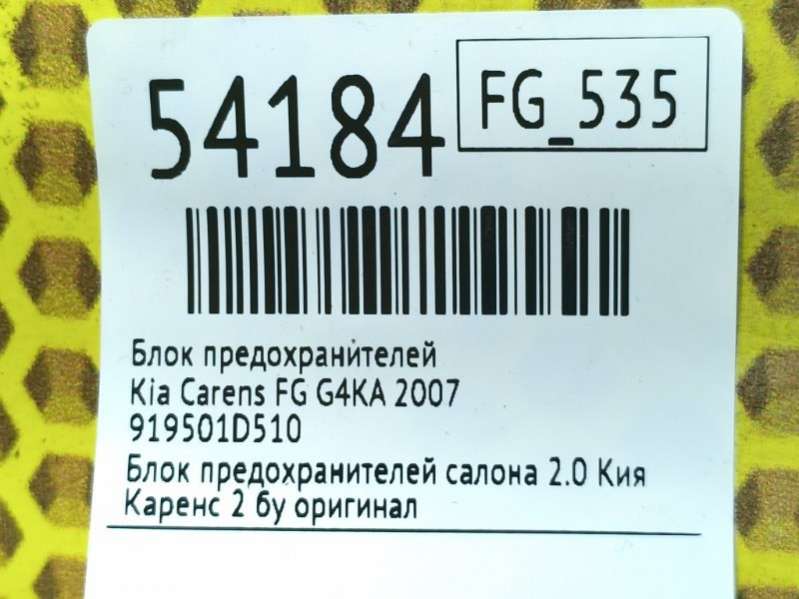 54184
FG_535
Блок предохранителей
Kia Carens FG G4KA 2007
919501D510
Блок предохранителей салона 2.0 Кия
Каренс 2 бу оригинал